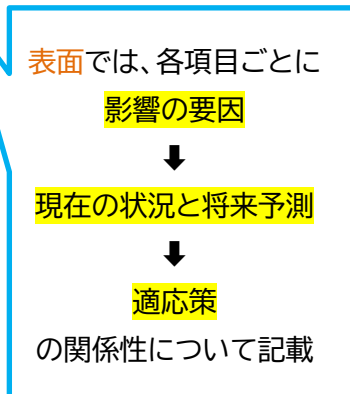 表面では、各項目ごとに
影響の要因
⬇
現在の状況と将来予測
⬇
適応策
の関係性について記載